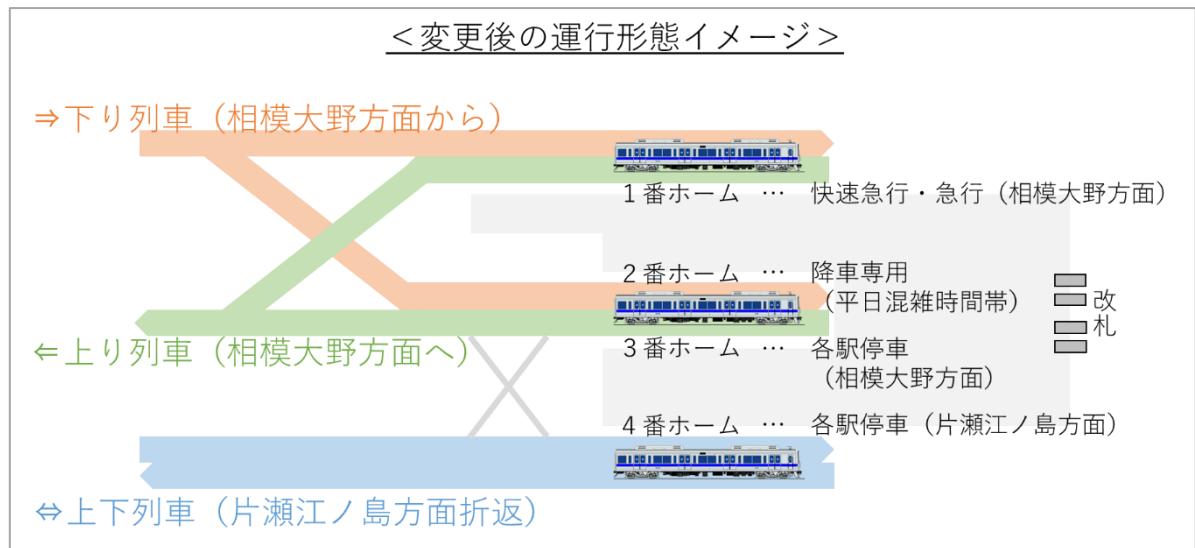 ＜変更後の運行形態イメージ＞
⇒下り列車（相模大野方面から）
１番ホーム … 快速急行・急行（相模大野方面）
２番ホーム … 降車専用
（平日混雑時間帯）
改
札
⇐上り列車（相模大野方面へ）
３番ホーム … 各駅停車
（相模大野方面）
４番ホーム … 各駅停車（片瀬江ノ島方面）
⇔上下列車（片瀬江ノ島方面折返）